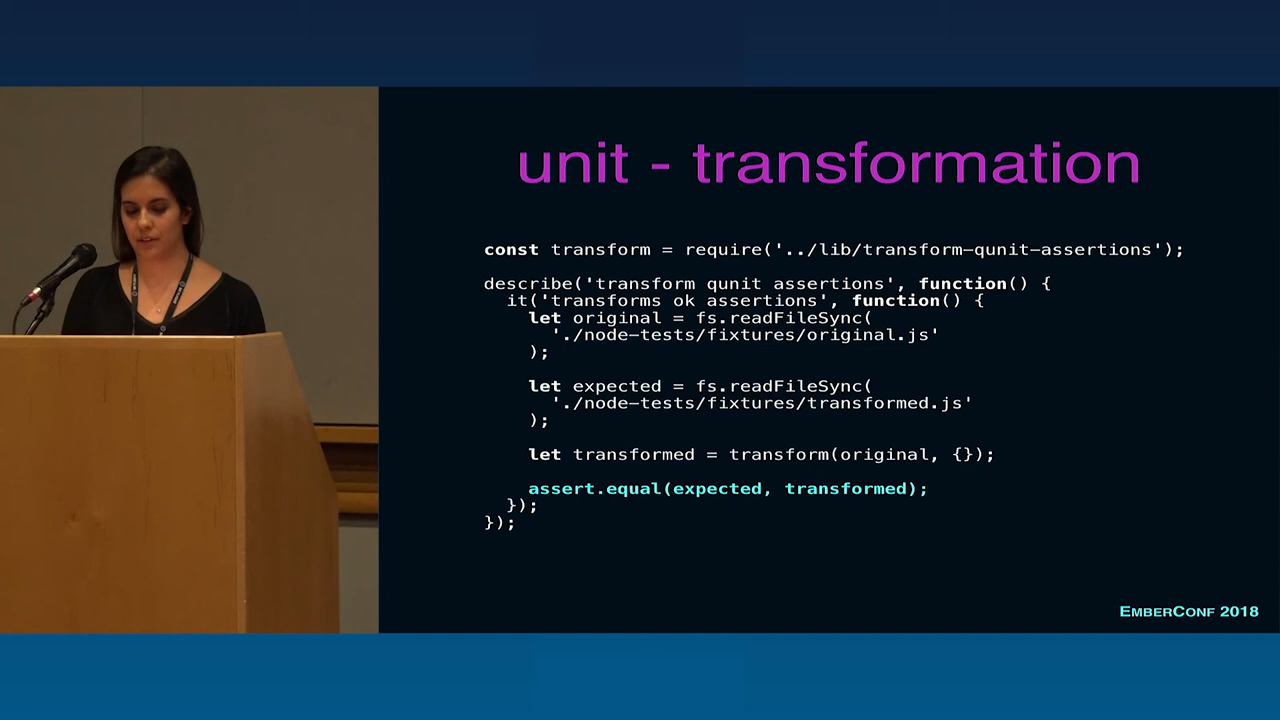 unit - transformation
const transform = require('../lib/transform-qunit-assertions');
describe('transform qunit assertions', function() {
it('transforms ok assertions', function() {
let original = fs.readFileSync(
'./node-tests/fixtures/original.js'
);
let expected = fs.readFileSync(
'./node-tests/fixtures/transformed.js'
);
let transformed = transform(original, {});
assert.equal(expected, transformed);
});
});
EMBERCONF 2018